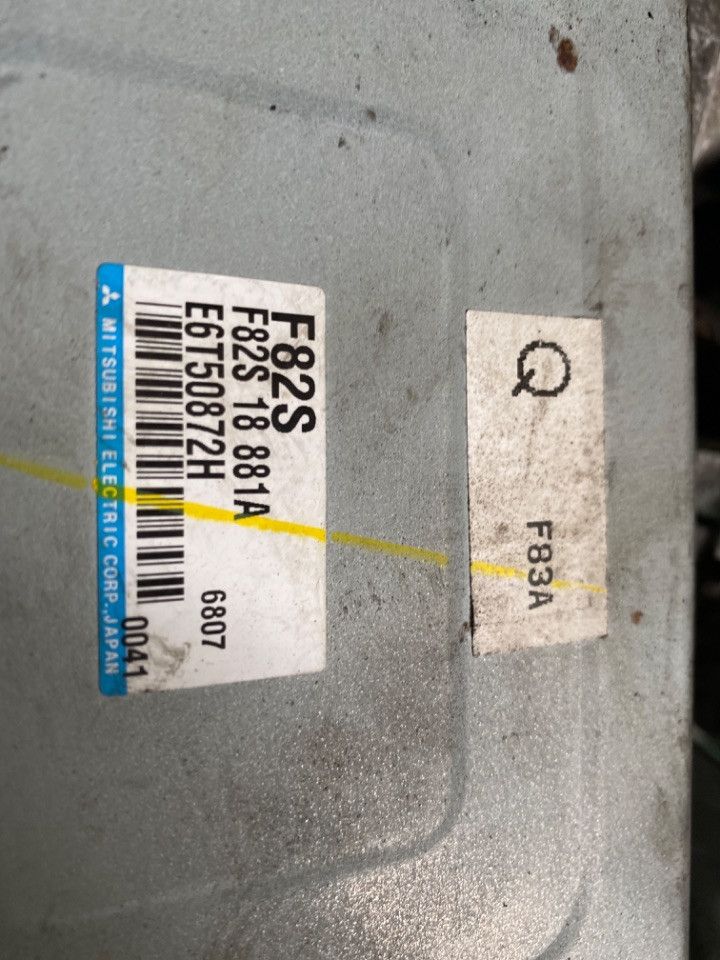 F82S
F82S 18 881A
E6T50872H
6807
0041
MITSUBISHI ELECTRIC CORP., JAPAN
Q
F83A